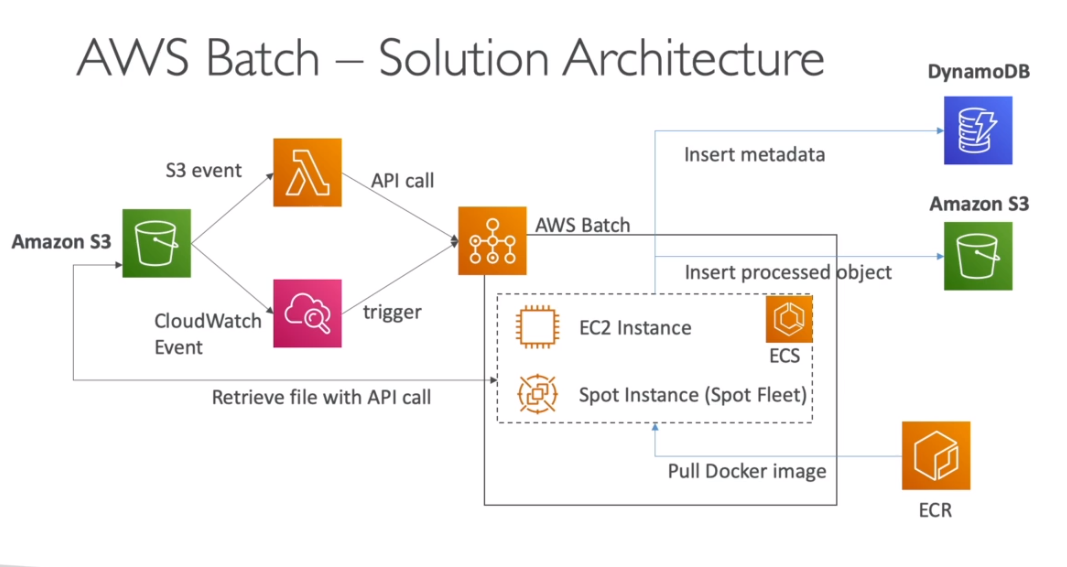 AWS Batch – Solution Architecture
DynamoDB
S3 event
API call
Insert metadata
Amazon S3
Amazon S3
AWS Batch
Insert processed object
CloudWatch
Event
trigger
EC2 Instance
ECS
Retrieve file with API call
Spot Instance (Spot Fleet)
Pull Docker image
ECR